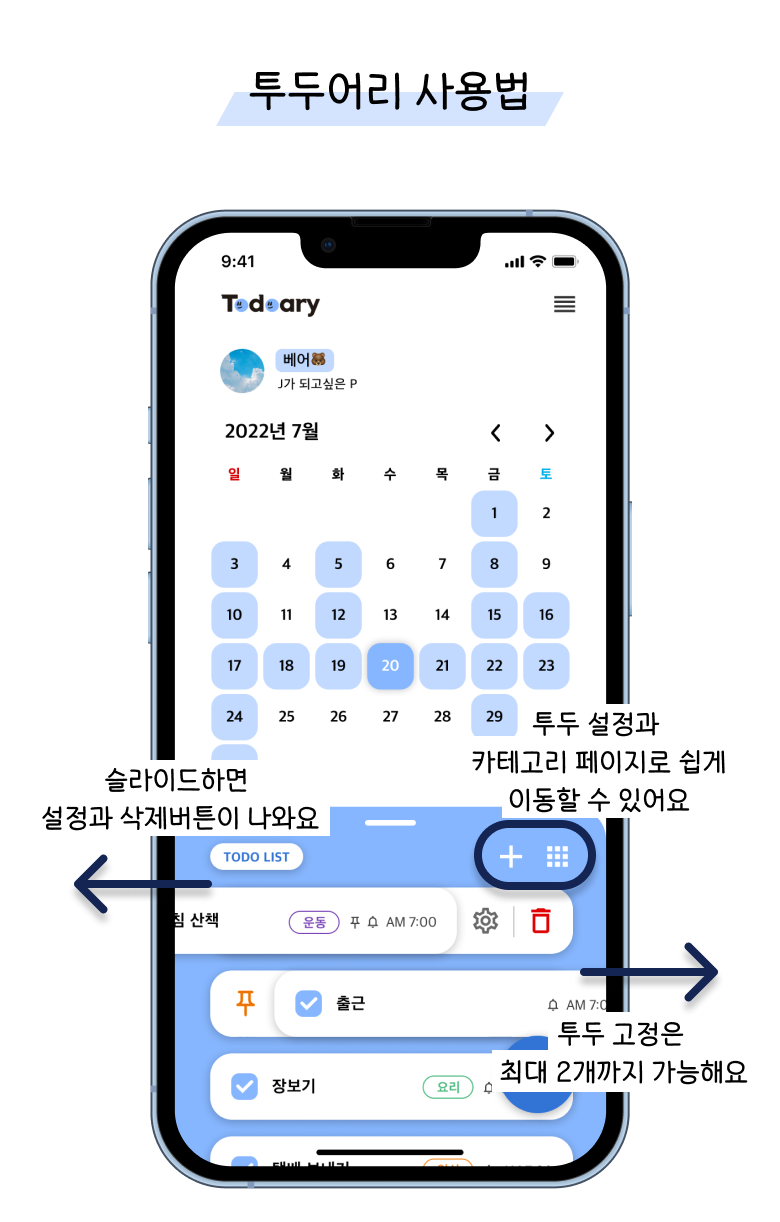 투두어리 사용법
9:41
Todoary
베어🐻
J가 되고싶은 P
2022년 7월
일 월 화 수 목 금 토
1 2
3 4 5 6 7 8 9
10 11 12 13 14 15 16
17 18 19 20 21 22 23
24 25 26 27 28 29
투두 설정과
카테고리 페이지로 쉽게
이동할 수 있어요
슬라이드하면
설정과 삭제버튼이 나와요
TODO LIST
산책 운동 AM 7:00
출근 AM
투두 고정은
최대 2개까지 가능해요
장보기 요리